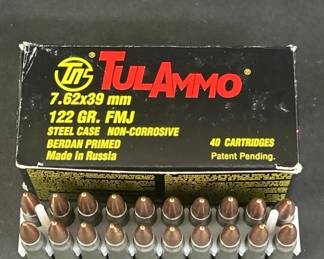 TulAmmo
7.62x39 mm
122 GR. FMJ
STEEL CASE NON-CORROSIVE
BERDAN PRIMED
Made in Russia
40 CARTRIDGES
Patent Pending.